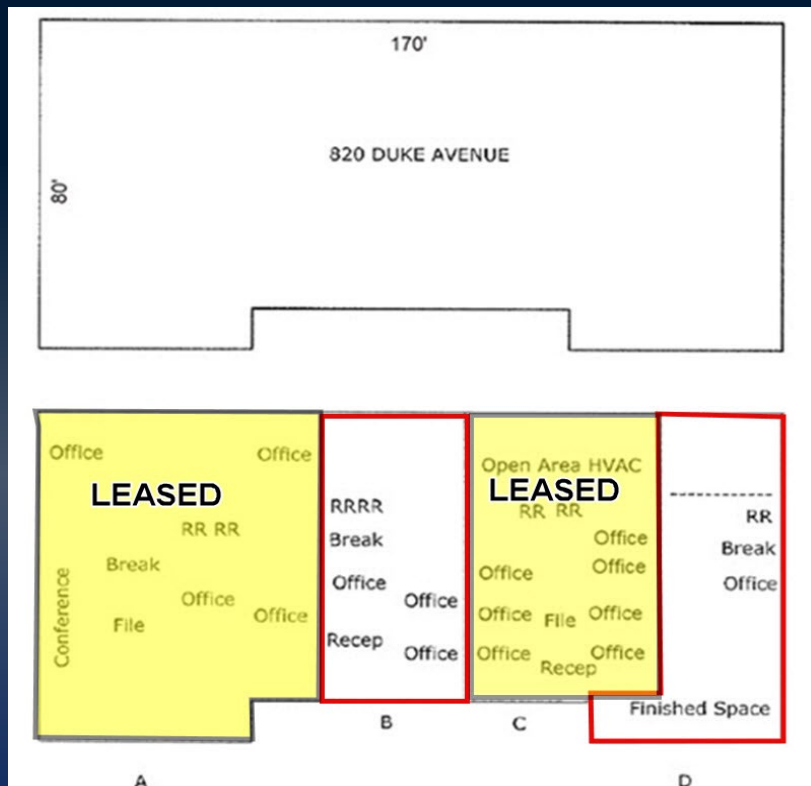 170'
820 DUKE AVENUE
80'
Office
Office
LEASED
RR RR
Break
Office
Office
File
Conference
RRRR
Break
Office
Office
Recep
Office
Open Area HVAC
LEASED
RR RR
Office
Office
Office
Office
File
Office
Office
Office
Recep
RR
Break
Office
Finished Space
A
B
C
D